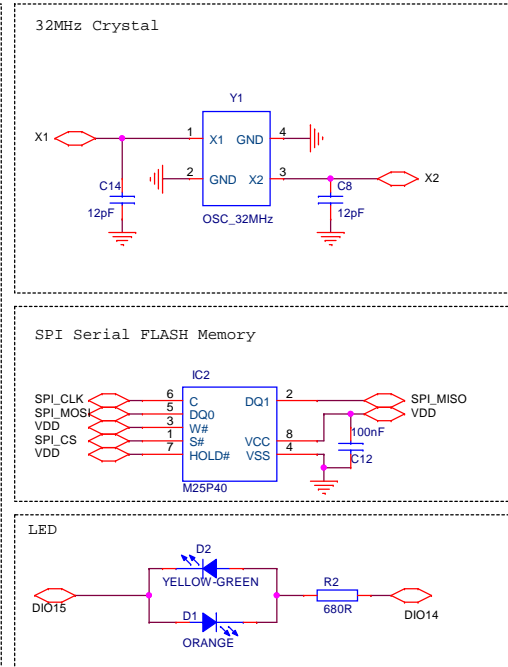 32MHz Crystal
Y1
X1
1
X1
GND
4
2
GND
X2
3
X2
C14
12pF
C8
12pF
OSC_32MHz
SPI Serial FLASH Memory
IC2
SPI_CLK
6
C
DQ1
2
SPI_MISO
SPI_MOSI
5
DQ0
VDD
VDD
3
W#
SPI_CS
1
S#
VCC
8
100nF
VDD
7
HOLD#
VSS
4
C12
M25P40
LED
D2
YELLOW-GREEN
DIO15
D1
ORANGE
R2
680R
DIO14